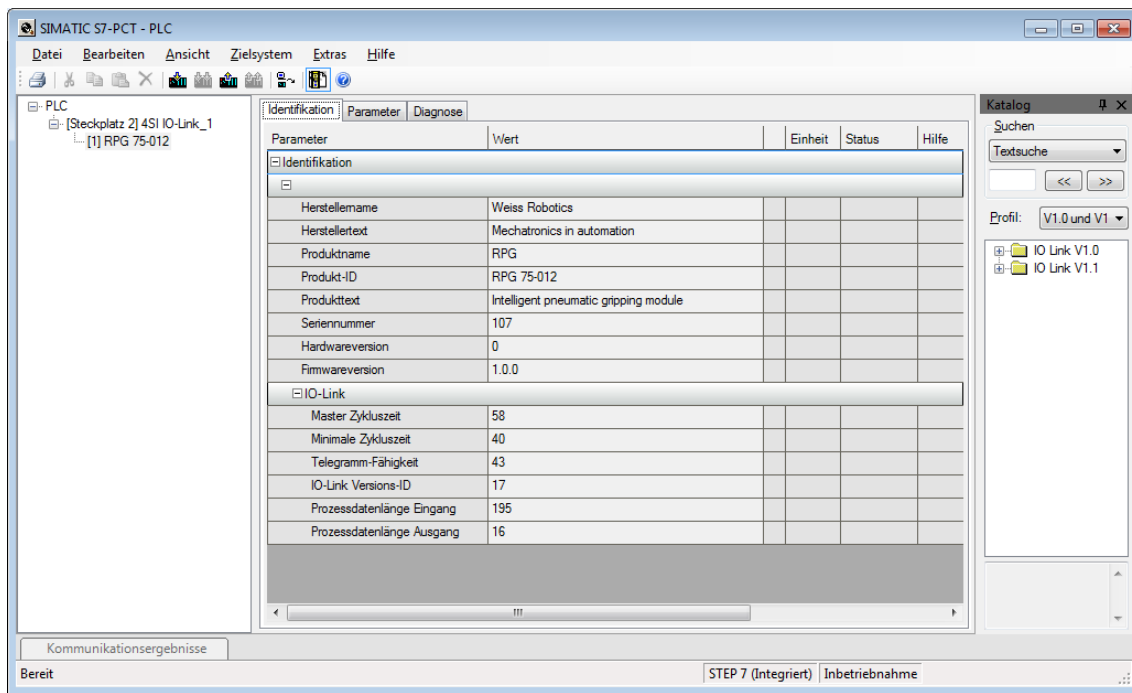 SIMATIC S7-PCT - PLC
Datei Bearbeiten Ansicht Zielsystem Extras Hilfe
PLC
[Steckplatz 2] 4SI IO-Link_1
[1] RPG 75-012
Identifikation Parameter Diagnose
Parameter Wert Einheit Status Hilfe
Identifikation
Herstellername Weiss Robotics
Herstellertext Mechatronics in automation
Produktname RPG
Produkt-ID RPG 75-012
Produkttext Intelligent pneumatic gripping module
Seriennummer 107
Hardwareversion 0
Firmwareversion 1.0.0
IO-Link
Master Zykluszeit 58
Minimale Zykluszeit 40
Telegramm-Fähigkeit 43
IO-Link Versions-ID 17
Prozessdatenlänge Eingang 195
Prozessdatenlänge Ausgang 16
Katalog
Suchen
Textsuche
<< >>
Profil: V1.0 und V1
IO Link V1.0
IO Link V1.1
Kommunikationsergebnisse
Bereit STEP 7 (Integriert) Inbetriebnahme